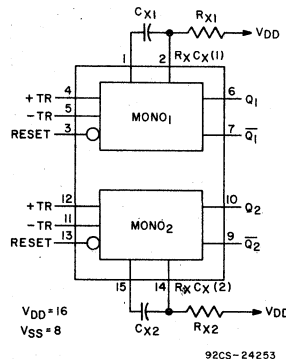 CX1 RX1 VDD
1 2 RXCX(1)
+TR 4 6 Q1
-TR 5 MONO1
RESET 3 7 Q1
+TR 12 10 Q2
-TR 11 MONO2
RESET 13 9 Q2
15 14 RXCX(2)
VDD=16 CX2 RX2 VDD
VSS=8
92CS-24253